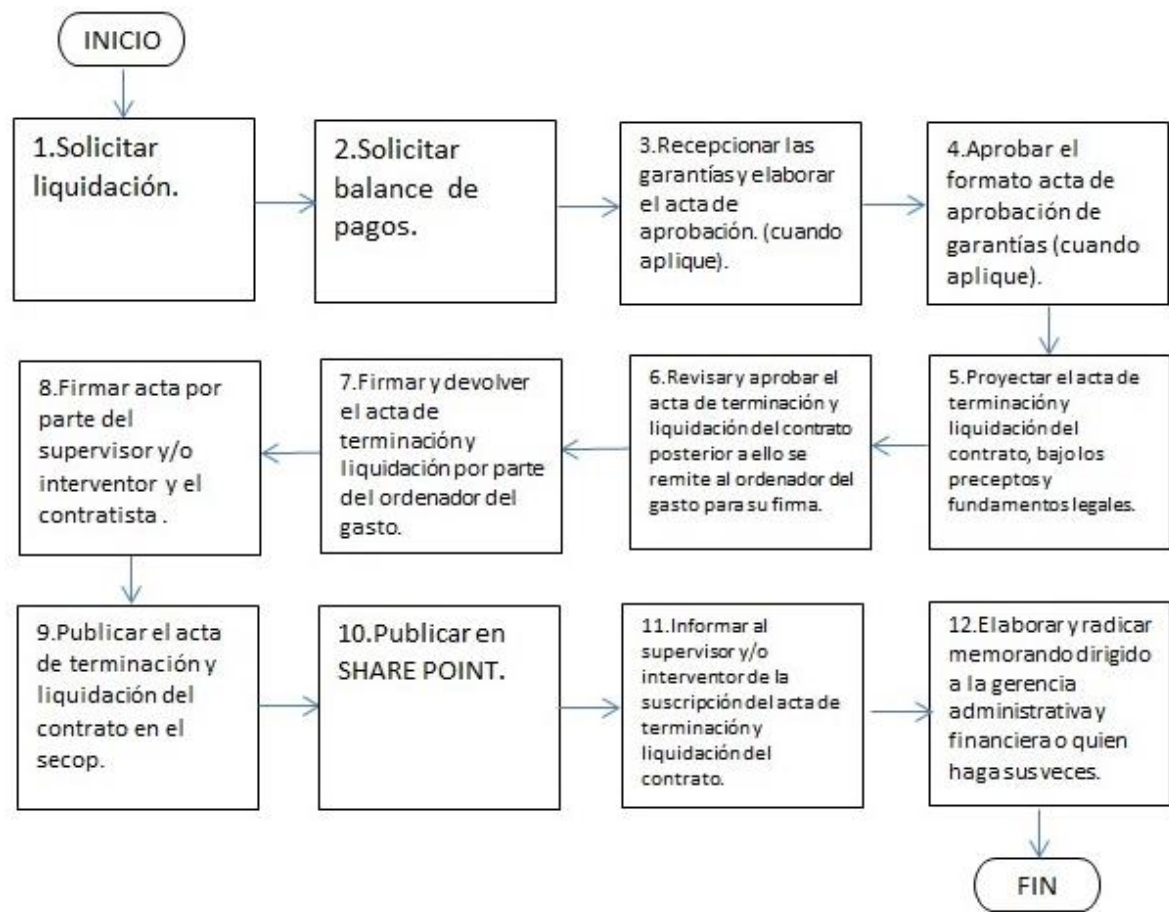 INICIO
1.Solicitar
liquidación.
2.Solicitar
balance de
pagos.
3.Recepcionar las
garantías y elaborar
el acta de
aprobación. (cuando
aplique).
4.Aprobar el
formato acta de
aprobación de
garantías (cuando
aplique).
5.Proyectar el acta de
terminación y
liquidación del
contrato, bajo los
preceptos y
fundamentos legales.
6.Revisar y aprobar el
acta de terminación y
liquidación del contrato
posterior a ello se
remite al ordenador del
gasto para su firma.
7.Firmar y devolver
el acta de
terminación y
liquidación por parte
del ordenador del
gasto.
8.Firmar acta por
parte del
supervisor y/o
interventor y el
contratista .
9.Publicar el acta
de terminación y
liquidación del
contrato en el
secop.
10.Publicar en
SHARE POINT.
11.Informar al
supervisor y/o
interventor de la
suscripción del acta de
terminación y
liquidación del
contrato.
12.Elaborar y radicar
memorando dirigido
a la gerencia
administrativa y
financiera o quien
haga sus veces.
FIN